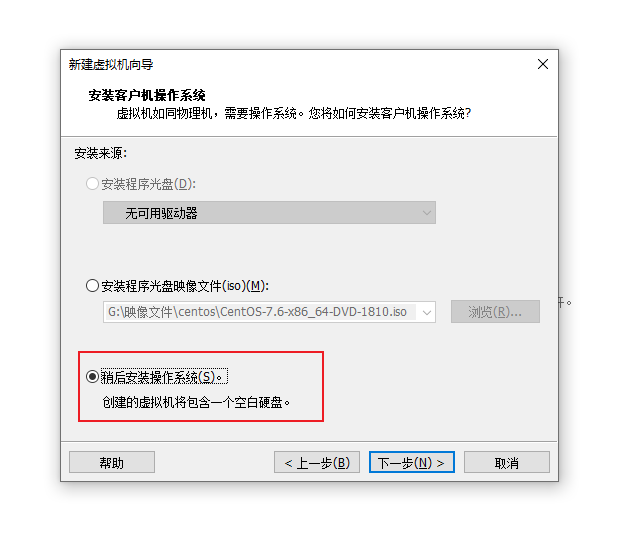 新建虚拟机向导
安装客户机操作系统
虚拟机如同物理机，需要操作系统。您将如何安装客户机操作系统?
安装来源:
安装程序光盘(D):
无可用驱动器
安装程序光盘映像文件(iso)(M):
G:\映像文件\centos\CentOS-7.6-x86_64-DVD-1810.iso
浏览(R)...
稍后安装操作系统(S)。
创建的虚拟机将包含一个空白硬盘。
帮助
< 上一步(B)
下一步(N) >
取消